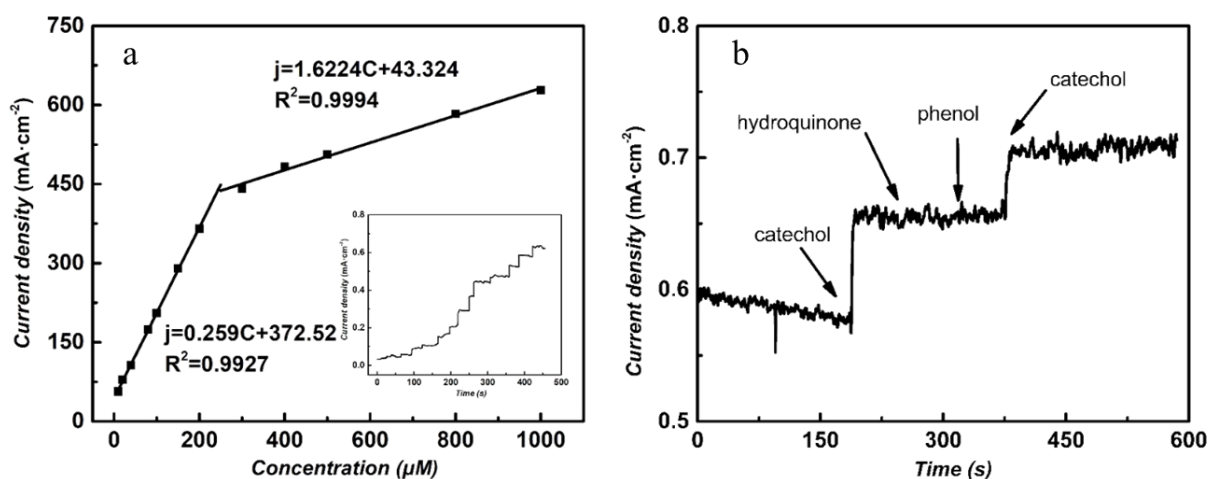 a
j=1.6224C+43.324
R²=0.9994
j=0.259C+372.52
R²=0.9927
Current density (mA·cm⁻²)
750
600
450
300
150
0
0 200 400 600 800 1000
Concentration (μM)
Current density (mA·cm⁻²)
0.8
0.6
0.4
0.2
0.0
0 100 200 300 400 500
Time (s)
b
catechol
hydroquinone
phenol
catechol
Current density (mA·cm⁻²)
0.8
0.7
0.6
0.5
0 150 300 450 600
Time (s)